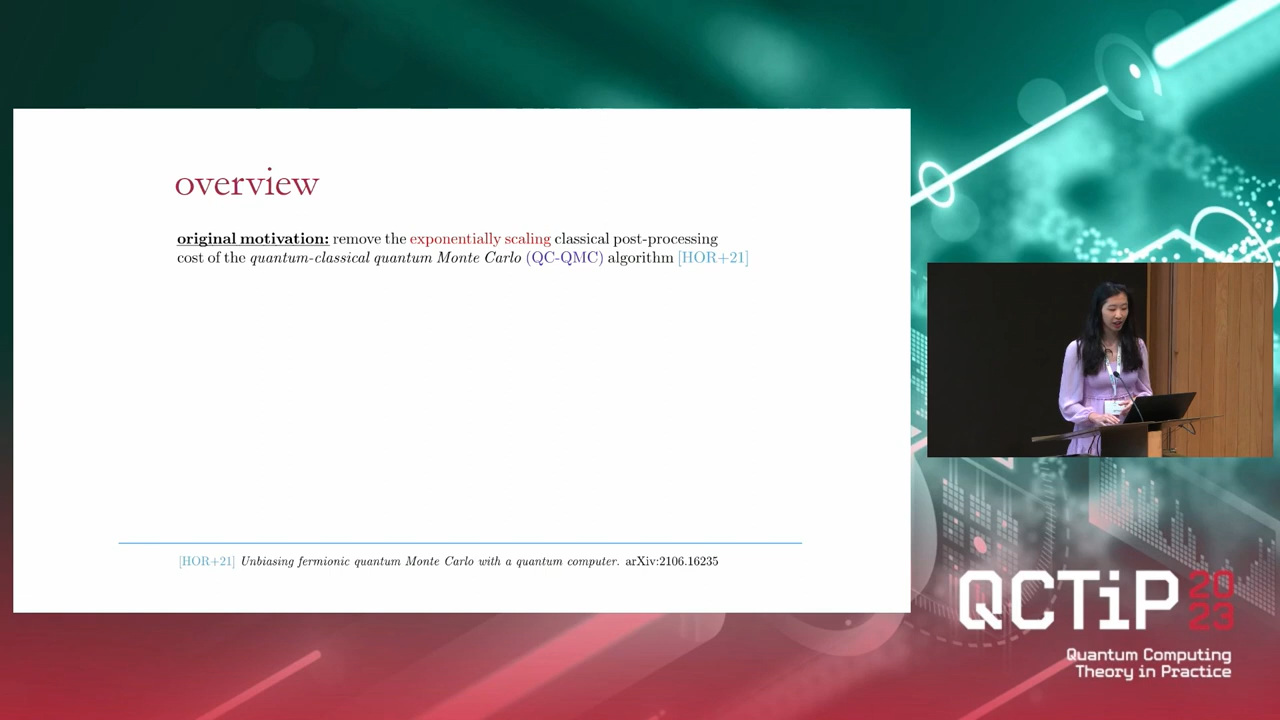 overview
original motivation: remove the exponentially scaling classical post-processing
cost of the quantum-classical quantum Monte Carlo (QC-QMC) algorithm [HOR+21]
[HOR+21] Unbiasing fermionic quantum Monte Carlo with a quantum computer. arXiv:2106.16235
QCTiP 20
23
Quantum Computing
Theory in Practice